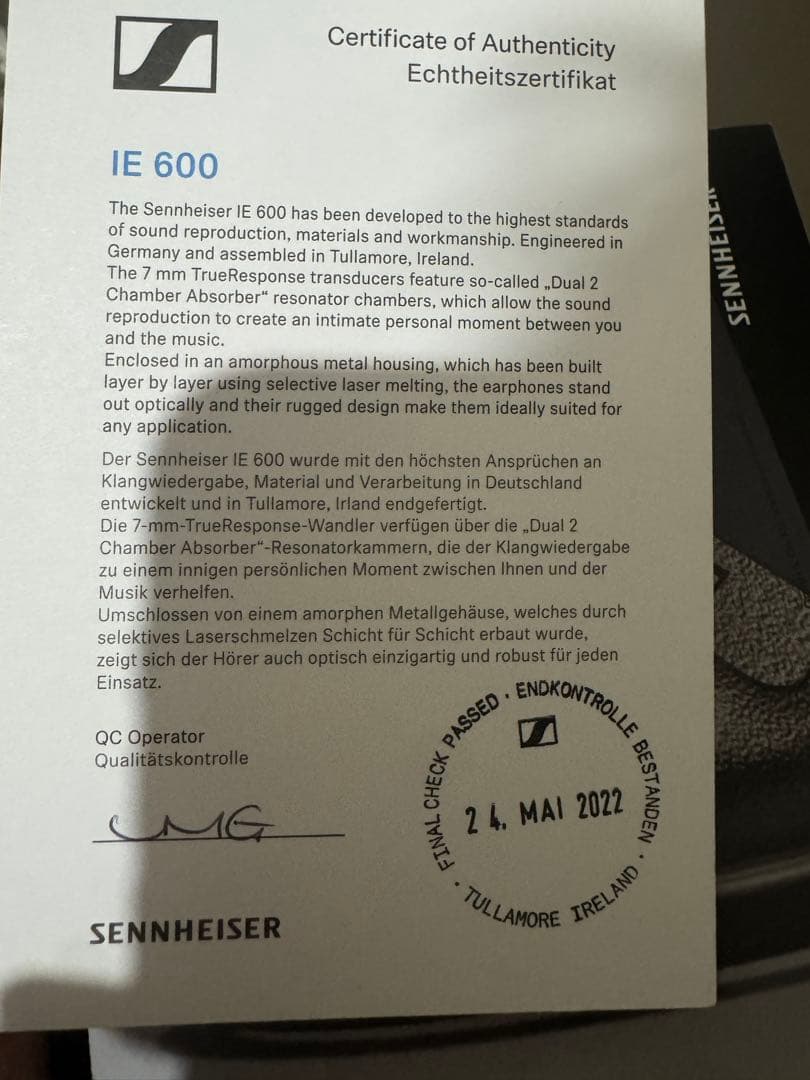 Certificate of Authenticity
Echtheitszertifikat
IE 600
The Sennheiser IE 600 has been developed to the highest standards
of sound reproduction, materials and workmanship. Engineered in
Germany and assembled in Tullamore, Ireland.
The 7 mm TrueResponse transducers feature so-called „Dual 2
Chamber Absorber“ resonator chambers, which allow the sound
reproduction to create an intimate personal moment between you
and the music.
Enclosed in an amorphous metal housing, which has been built
layer by layer using selective laser melting, the earphones stand
out optically and their rugged design make them ideally suited for
any application.
Der Sennheiser IE 600 wurde mit den höchsten Ansprüchen an
Klangwiedergabe, Material und Verarbeitung in Deutschland
entwickelt und in Tullamore, Irland endgefertigt.
Die 7-mm-TrueResponse-Wandler verfügen über die „Dual 2
Chamber Absorber“-Resonatorkammern, die der Klangwiedergabe
zu einem innigen persönlichen Moment zwischen Ihnen und der
Musik verhelfen.
Umschlossen von einem amorphen Metallgehäuse, welches durch
selektives Laserschmelzen Schicht für Schicht erbaut wurde,
zeigt sich der Hörer auch optisch einzigartig und robust für jeden
Einsatz.
QC Operator
Qualitätskontrolle
FINAL CHECK PASSED · ENDKONTROLLE BESTANDEN ·
24. MAI 2022
TULLAMORE IRELAND ·
SENNHEISER
SENNHEISER